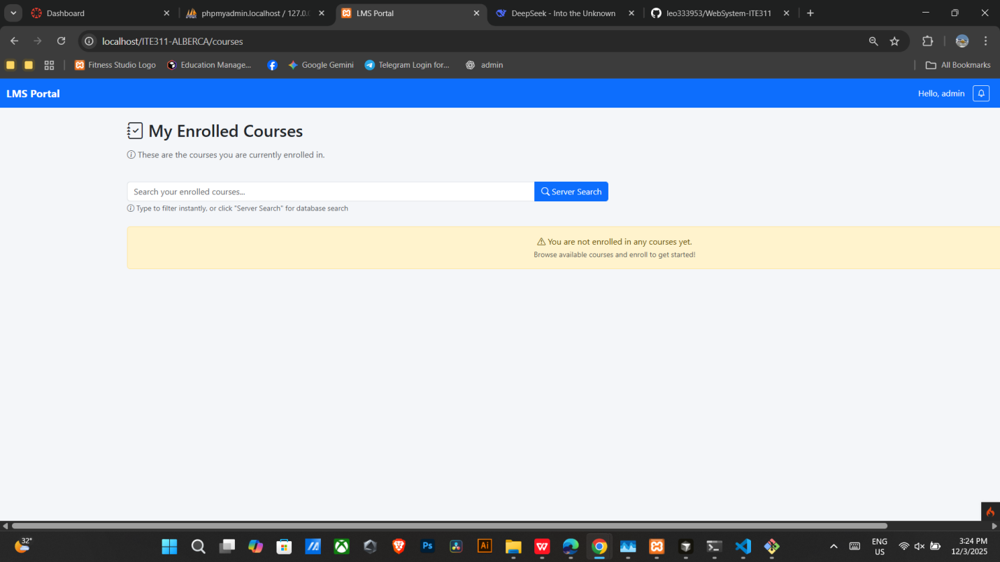 Dashboard
phpmyadmin.localhost / 127.0.0
LMS Portal
DeepSeek - Into the Unknown
leo333953/WebSystem-ITE311
localhost/ITE311-ALBERCA/courses
Fitness Studio Logo
Education Manage...
Google Gemini
Telegram Login for...
admin
All Bookmarks
LMS Portal
Hello, admin
My Enrolled Courses
These are the courses you are currently enrolled in.
Search your enrolled courses...
Server Search
Type to filter instantly, or click "Server Search" for database search
You are not enrolled in any courses yet.
Browse available courses and enroll to get started!
32°
Ps
Ai
W
ENG
US
3:24 PM
12/3/2025